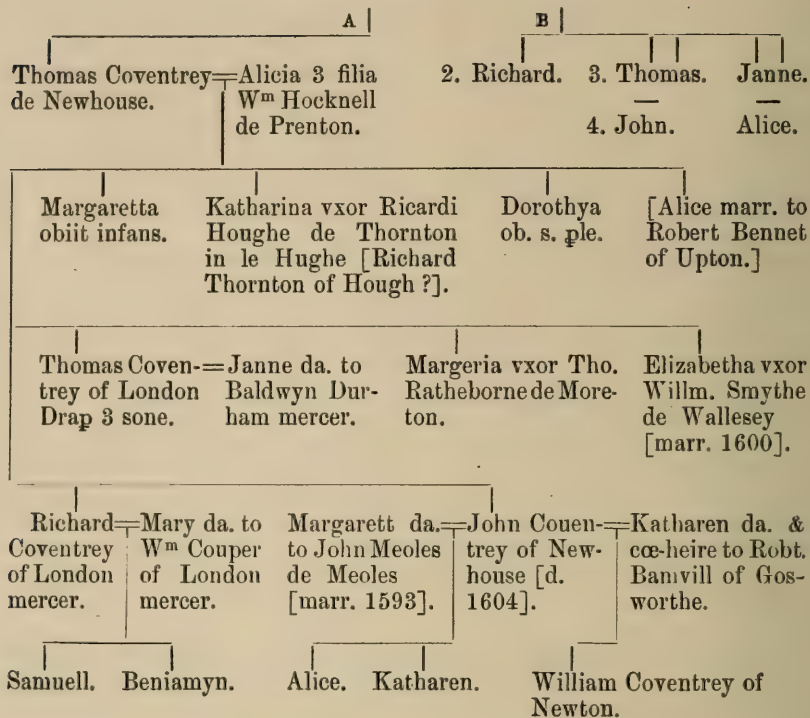 A B
Thomas Coventrey
de Newhouse.
Alicia 3 filia
Wᵐ Hocknell
de Prenton.
2. Richard.
3. Thomas.
—
4. John.
Janne.
—
Alice.
Margaretta
obiit infans.
Katharina vxor Ricardi
Houghe de Thornton
in le Hughe [Richard
Thornton of Hough ?].
Dorothya
ob. s. ꝓle.
[Alice marr. to
Robert Bennet
of Upton.]
Thomas Coven-
trey of London
Drap 3 sone.
Janne da. to
Baldwyn Dur-
ham mercer.
Margeria vxor Tho.
Ratheborne de More-
ton.
Elizabetha vxor
Willm. Smythe
de Wallesey
[marr. 1600].
Richard
Coventrey
of London
mercer.
Mary da. to
Wᵐ Couper
of London
mercer.
Margarett da.
to John Meoles
de Meoles
[marr. 1593].
John Couen-
trey of New-
house [d.
1604].
Katharen da. &
cœ-heire to Robt.
Bamvill of Gos-
worthe.
Samuell. Beniamyn.
Alice. Katharen.
William Coventrey of
Newton.